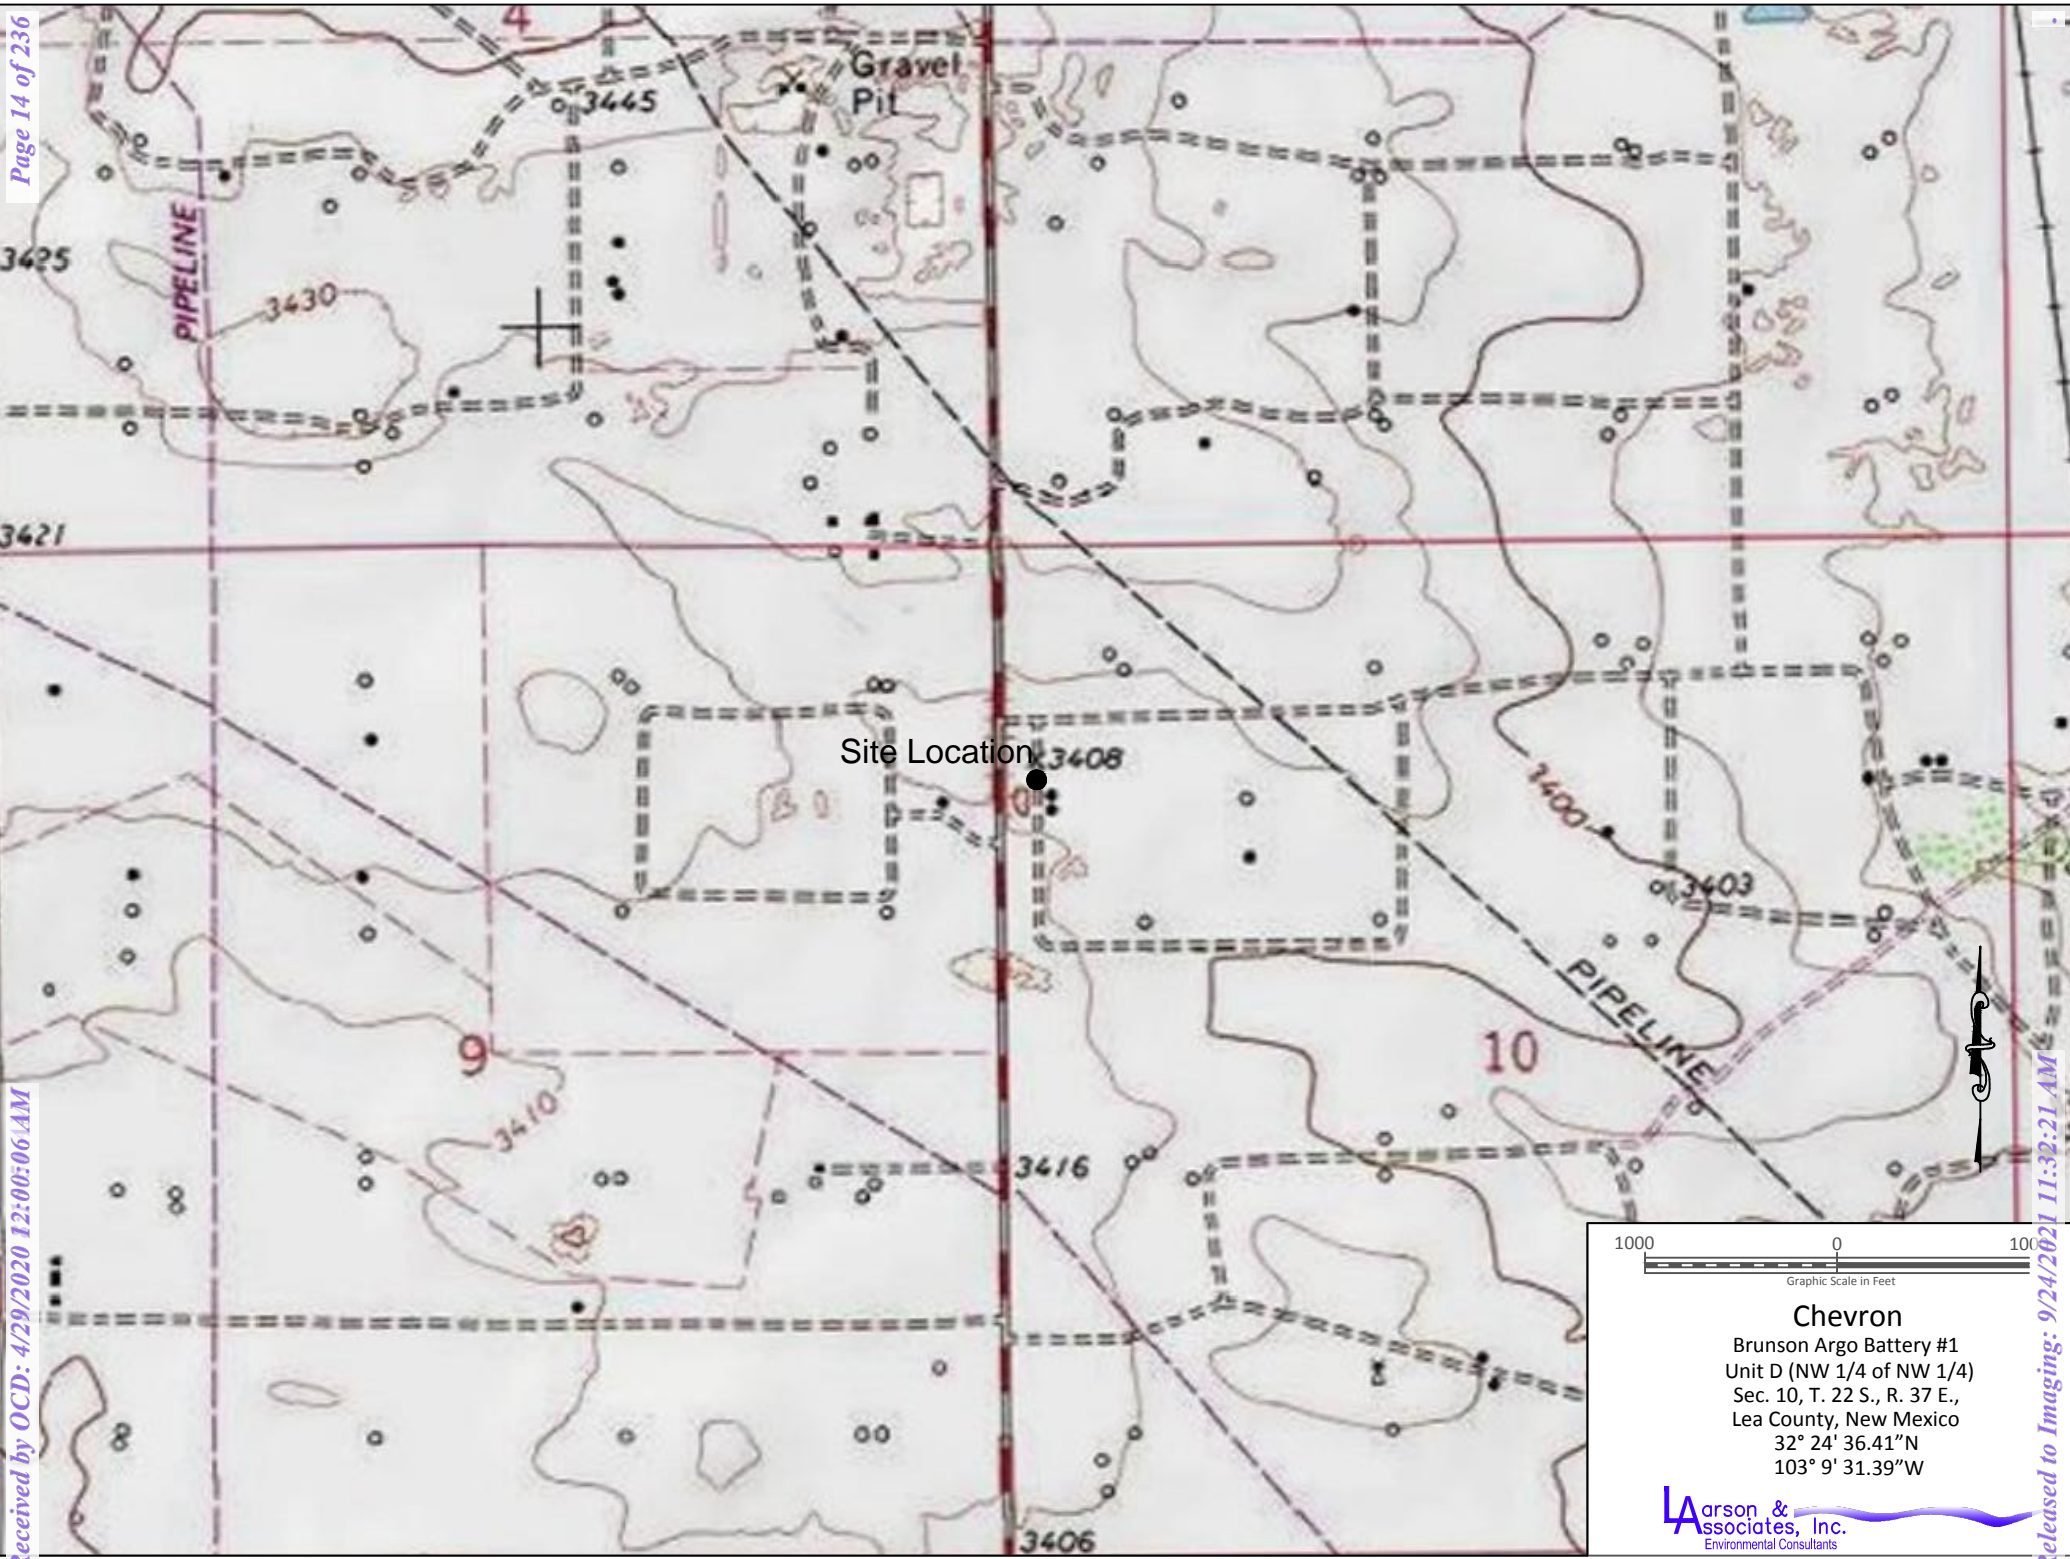 Page 14 of 236
4
Gravel
Pit
3445
PIPELINE
3425
3430
3421
Site Location
3408
3400
3403
PIPELINE
9
10
3410
3416
3406
1000 0
Graphic Scale in Feet
Chevron
Brunson Argo Battery #1
Unit D (NW 1/4 of NW 1/4)
Sec. 10, T. 22 S., R. 37 E.,
Lea County, New Mexico
32° 24' 36.41”N
103° 9' 31.39”W
Larson &
Associates, Inc.
Environmental Consultants
Received by OCD: 4/29/2020 12:00:06 AM
Released to Imaging: 9/24/2021 11:32:21 AM